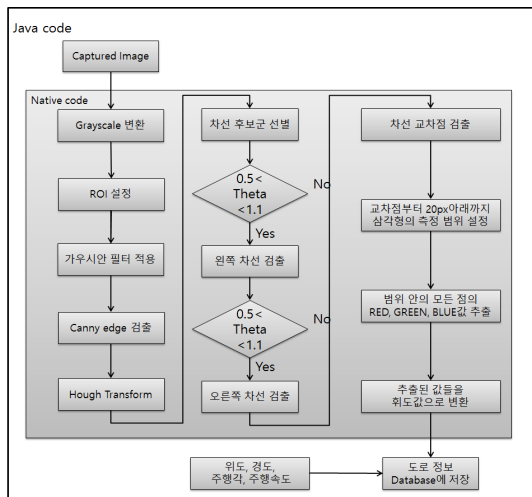 Java code
Captured Image
Native code
Grayscale 변환
ROI 설정
가우시안 필터 적용
Canny edge 검출
Hough Transform
차선 후보군 선별
0.5<
Theta
<1.1
No
Yes
왼쪽 차선 검출
0.5<
Theta
<1.1
No
Yes
오른쪽 차선 검출
차선 교차점 검출
교차점부터 20px아래까지
삼각형의 측정 범위 설정
범위 안의 모든 점의
RED, GREEN, BLUE값 추출
추출된 값들을
휘도값으로 변환
위도, 경도,
주행각, 주행속도
도로 정보
Database에 저장